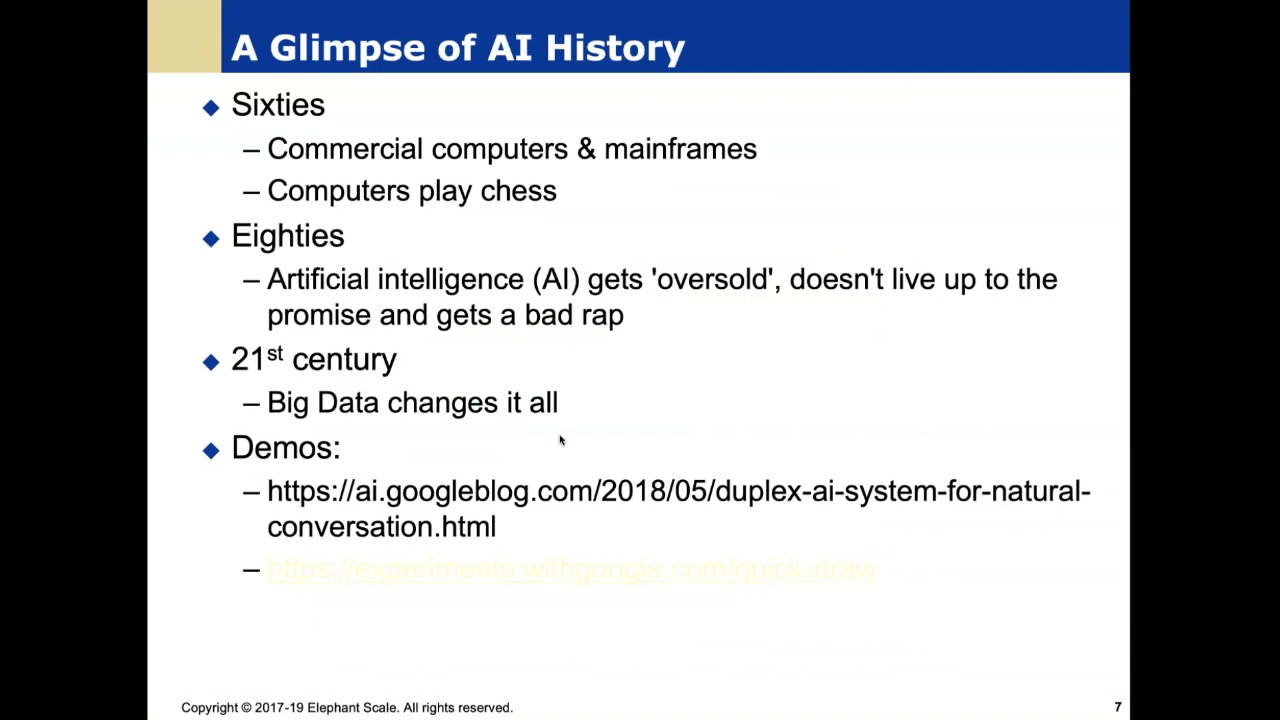 A Glimpse of AI History
◆ Sixties
– Commercial computers & mainframes
– Computers play chess
◆ Eighties
– Artificial intelligence (AI) gets 'oversold', doesn't live up to the
promise and gets a bad rap
◆ 21st century
– Big Data changes it all
◆ Demos:
– https://ai.googleblog.com/2018/05/duplex-ai-system-for-natural-
conversation.html
– https://experiments.withgoogle.com/quick-draw
Copyright © 2017-19 Elephant Scale. All rights reserved.
7